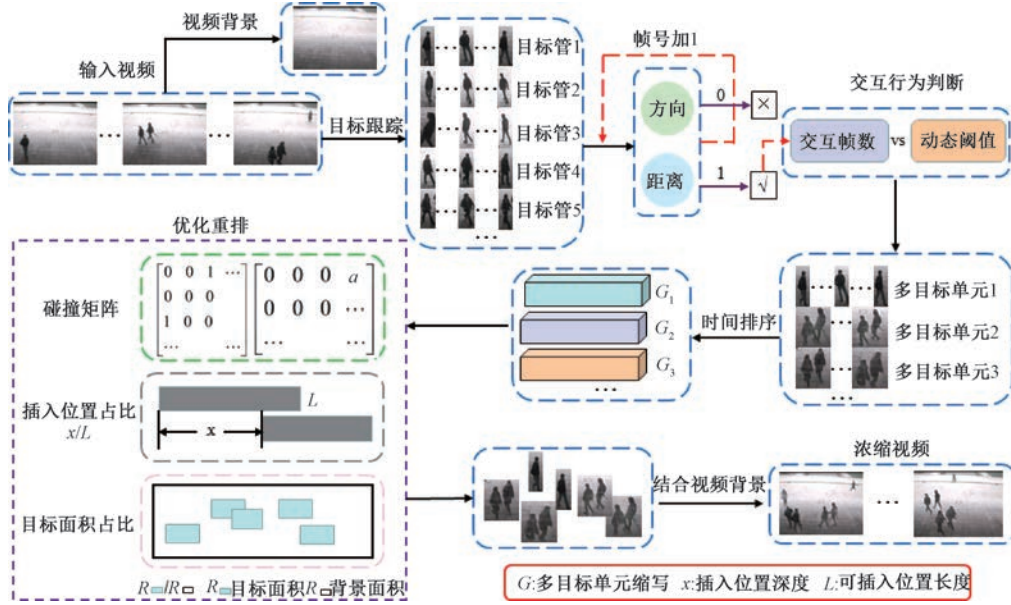 视频背景
输入视频
目标跟踪
目标管1
目标管2
目标管3
目标管4
目标管5
...
帧号加1
方向
距离
0
×
1
√
交互行为判断
交互帧数 vs 动态阈值
多目标单元1
多目标单元2
多目标单元3
...
时间排序
G₁
G₂
G₃
...
优化重排
碰撞矩阵
0 0 1 ... 0 0 0 a
0 0 0 0 0 0 ...
1 0 0
... ... ... ...
插入位置占比
x/L
L
x
目标面积占比
R/R R目标面积R背景面积
结合视频背景
浓缩视频
G:多目标单元缩写 x:插入位置深度 L:可插入位置长度